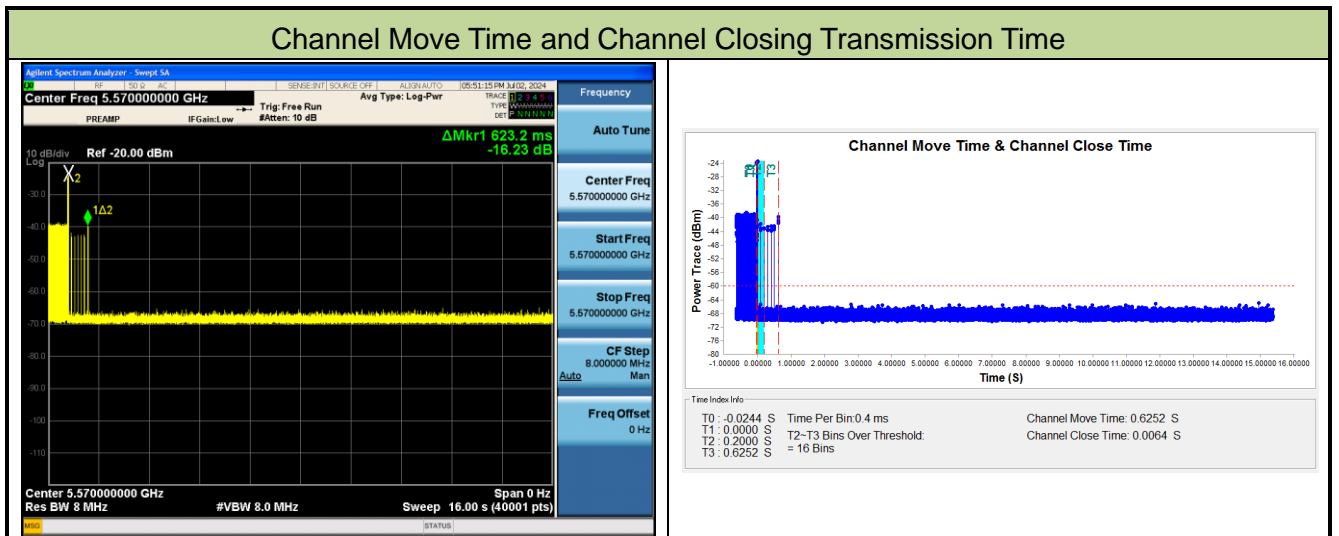 Channel Move Time and Channel Closing Transmission Time
Agilent Spectrum Analyzer - Swept SA
RF 50 Ω AC SENSE:INT SOURCE OFF ALIGN AUTO 05:51:15 PM Jul 02, 2024
Center Freq 5.570000000 GHz
Avg Type: Log-Pwr
TRACE 1 2 3 4 5 6
TYPE
DET P N N N N N
PREAMP
IFGain:Low
Trig: Free Run
#Atten: 10 dB
ΔMkr1 623.2 ms
-16.23 dB
10 dB/div
Log
Ref -20.00 dBm
X2
1Δ2
-30.0
-40.0
-50.0
-60.0
-70.0
-80.0
-90.0
-100
-110
Center 5.570000000 GHz
Span 0 Hz
Res BW 8 MHz
#VBW 8.0 MHz
Sweep 16.00 s (40001 pts)
MSG
STATUS
Frequency
Auto Tune
Center Freq
5.570000000 GHz
Start Freq
5.570000000 GHz
Stop Freq
5.570000000 GHz
CF Step
8.000000 MHz
Auto Man
Freq Offset
0 Hz
Channel Move Time & Channel Close Time
T3
Power Trace (dBm)
-24
-28
-32
-36
-40
-44
-48
-52
-56
-60
-64
-68
-72
-76
-80
-1.00000 0.00000 1.00000 2.00000 3.00000 4.00000 5.00000 6.00000 7.00000 8.00000 9.00000 10.00000 11.00000 12.00000 13.00000 14.00000 15.00000 16.00000
Time (S)
Time Index Info
T0 : -0.0244 S
T1 : 0.0000 S
T2 : 0.2000 S
T3 : 0.6252 S
Time Per Bin:0.4 ms
T2~T3 Bins Over Threshold:
= 16 Bins
Channel Move Time: 0.6252 S
Channel Close Time: 0.0064 S